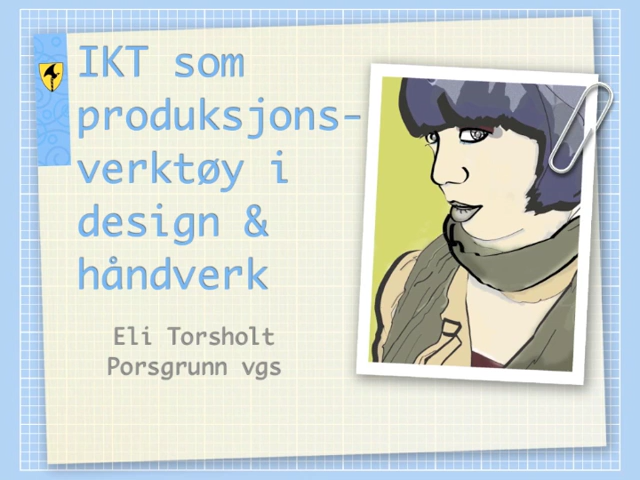 IKT som
produksjons-
verktøy i
design &
håndverk
Eli Torsholt
Porsgrunn vgs